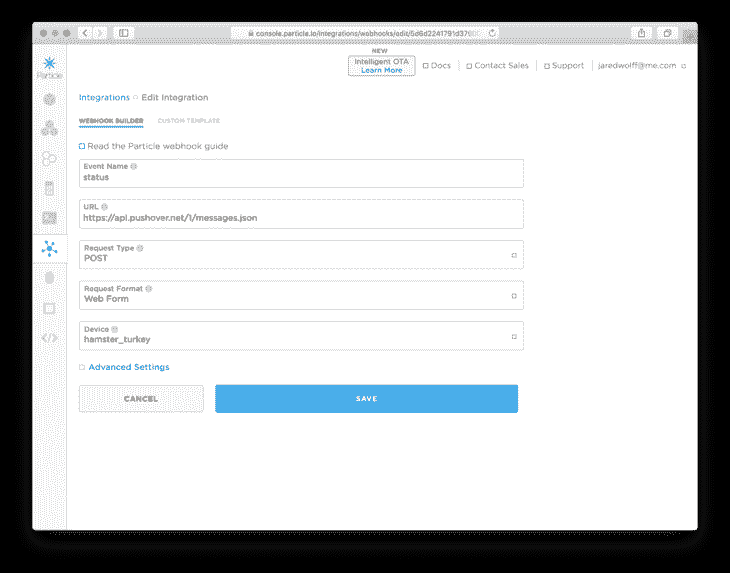 console.particle.io/integrations/webhooks/edit/5d6d2241791d37900
NEW
Intelligent OTA
Learn More
Docs
Contact Sales
Support
jaredwolff@me.com
Particle
Integrations
Edit Integration
WEBHOOK BUILDER
CUSTOM TEMPLATE
Read the Particle webhook guide
Event Name
status
URL
https://api.pushover.net/1/messages.json
Request Type
POST
Request Format
Web Form
Device
hamster_turkey
Advanced Settings
CANCEL
SAVE